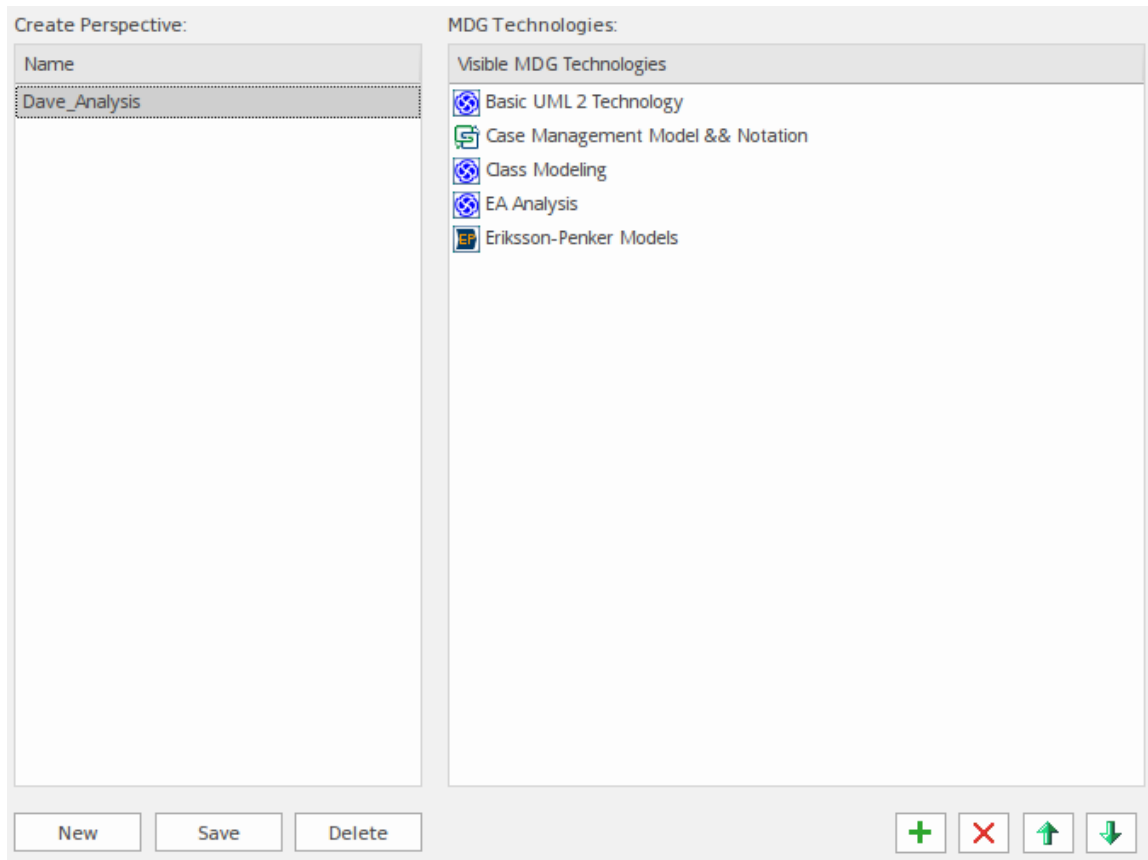 Create Perspective:
Name
Dave_Analysis
New Save Delete
MDG Technologies:
Visible MDG Technologies
Basic UML 2 Technology
Case Management Model && Notation
Class Modeling
EA Analysis
EP Eriksson-Penker Models